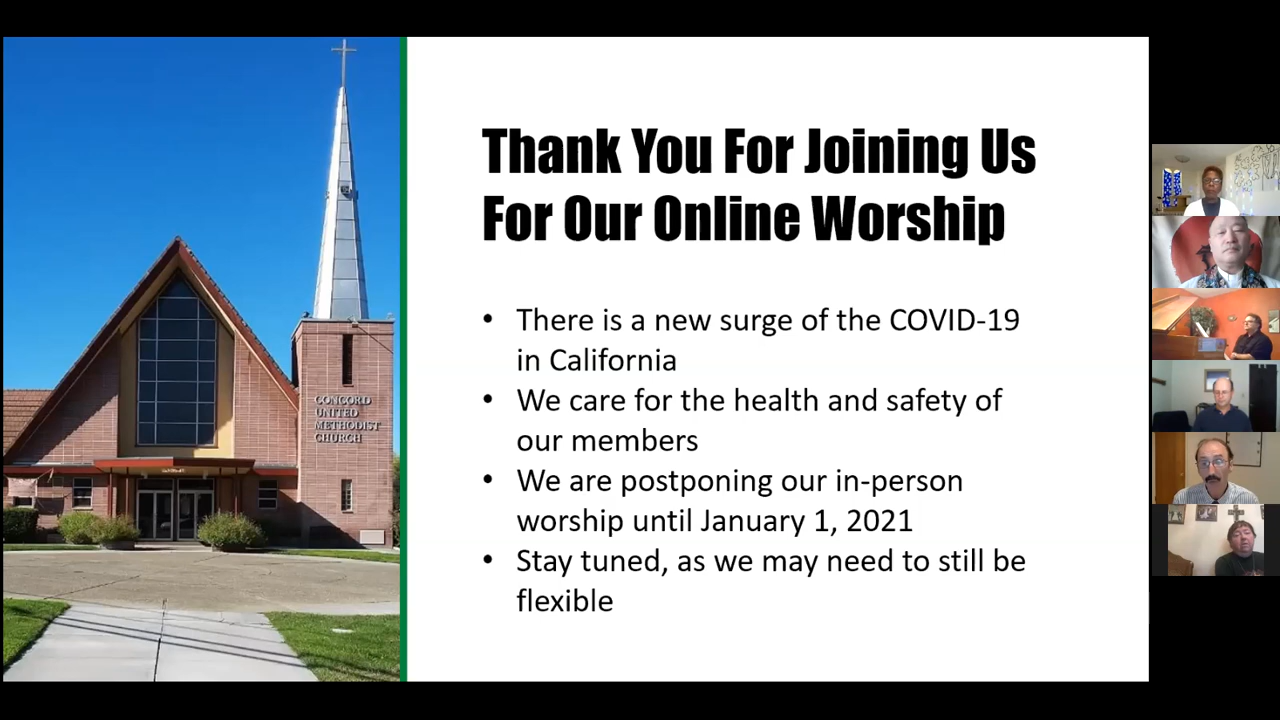 CONCORD
UNITED
METHODIST
CHURCH
Thank You For Joining Us
For Our Online Worship
• There is a new surge of the COVID-19
in California
• We care for the health and safety of
our members
• We are postponing our in-person
worship until January 1, 2021
• Stay tuned, as we may need to still be
flexible